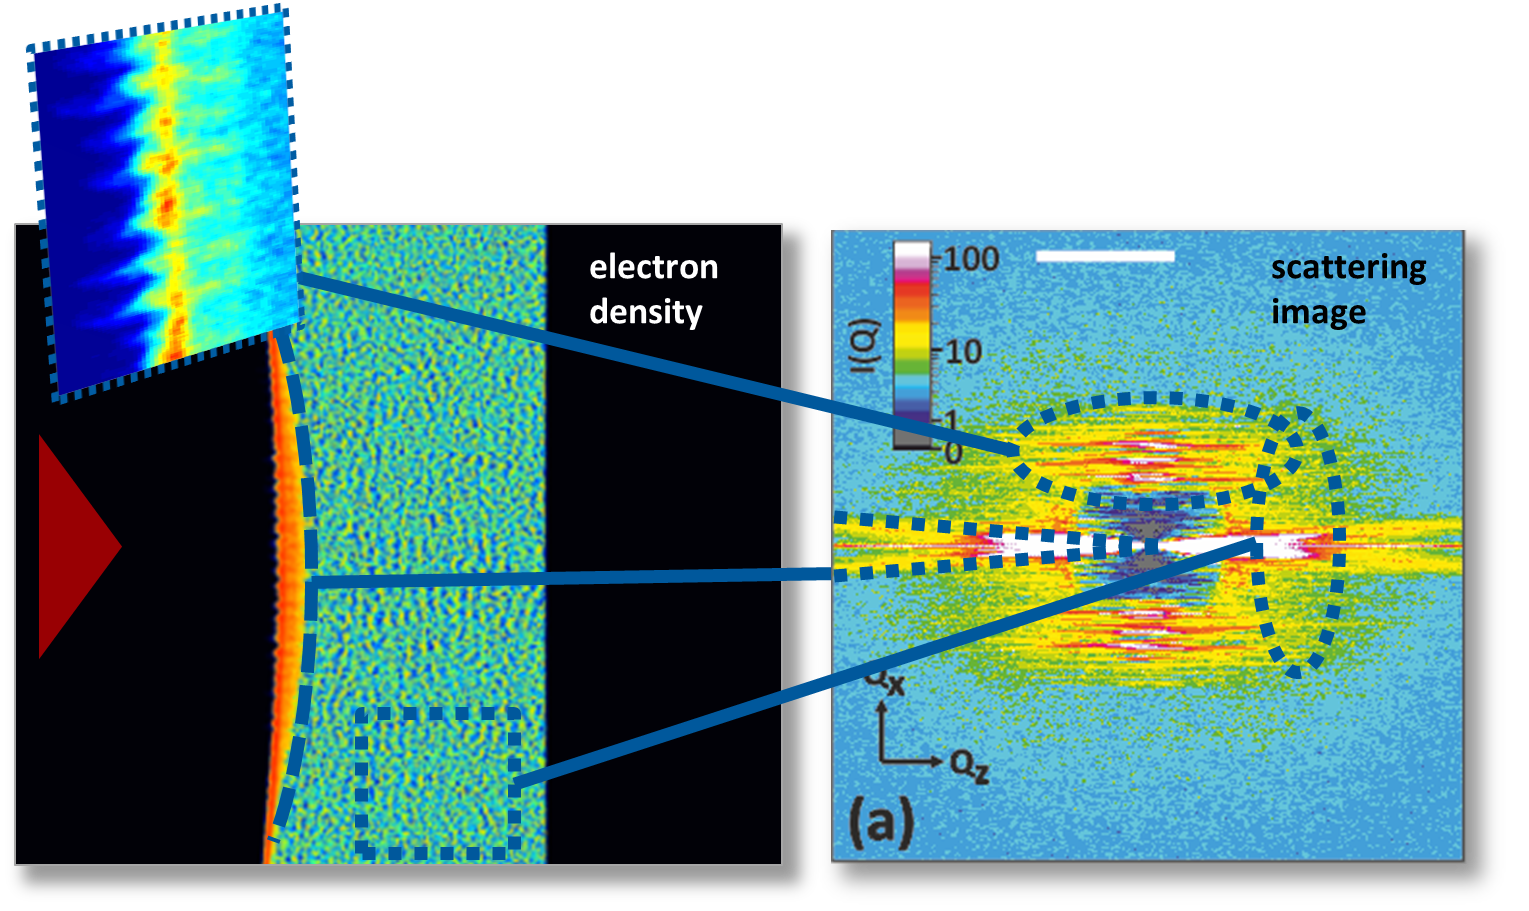 electron
density
scattering
image
100
10
1
0
I(Q)
Qx
Qz
(a)